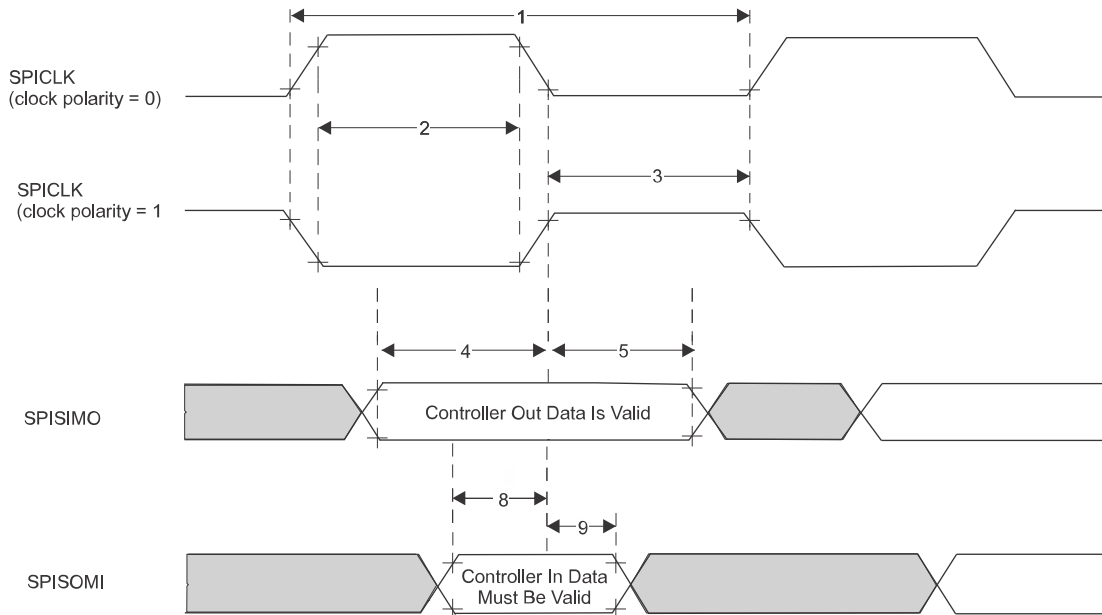 1
SPICLK
(clock polarity = 0)
2
3
SPICLK
(clock polarity = 1
4
5
SPISIMO
Controller Out Data Is Valid
8
9
SPISOMI
Controller In Data
Must Be Valid